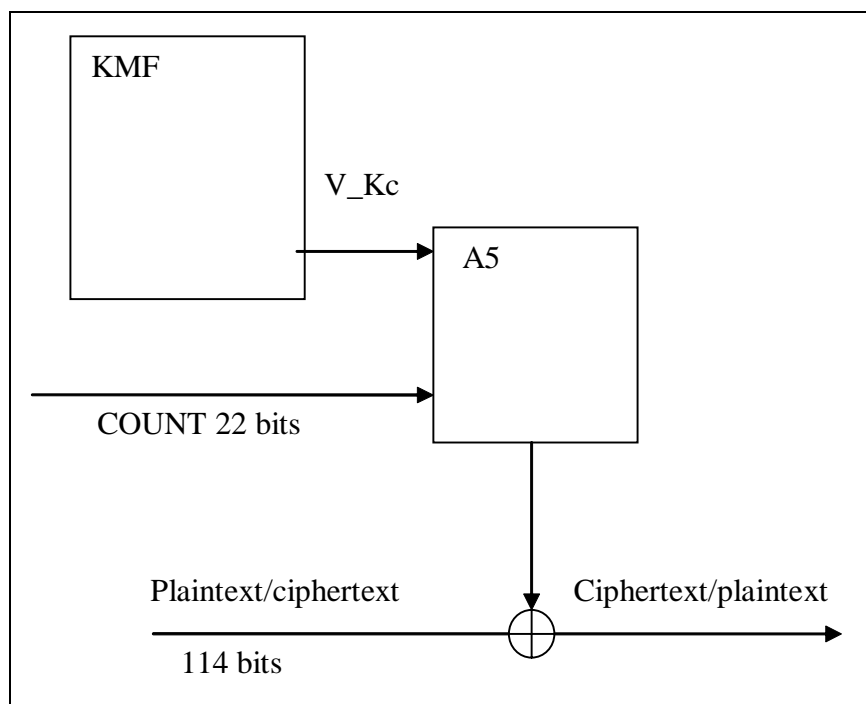 KMF
V_Kc
A5
COUNT 22 bits
Plaintext/ciphertext
Ciphertext/plaintext
114 bits